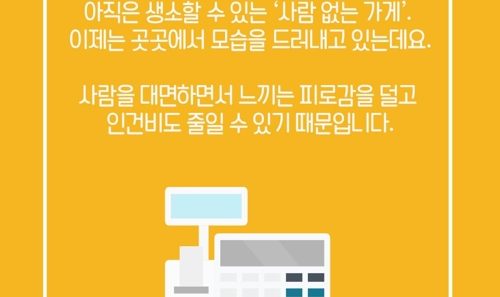 아직은 생소할 수 있는 '사람 없는 가게'.
이제는 곳곳에서 모습을 드러내고 있는데요.
사람을 대면하면서 느끼는 피로감을 덜고
인건비도 줄일 수 있기 때문입니다.